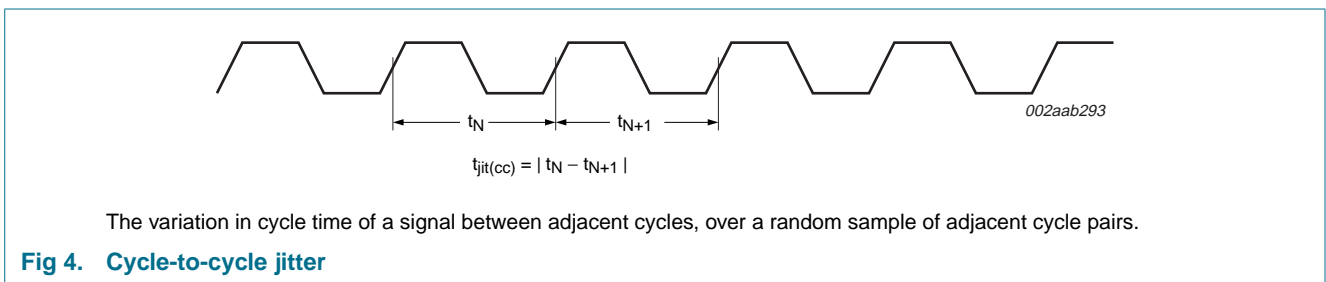 002aab293
tN tN+1
tjit(cc) = | tN − tN+1 |
The variation in cycle time of a signal between adjacent cycles, over a random sample of adjacent cycle pairs.
Fig 4. Cycle-to-cycle jitter